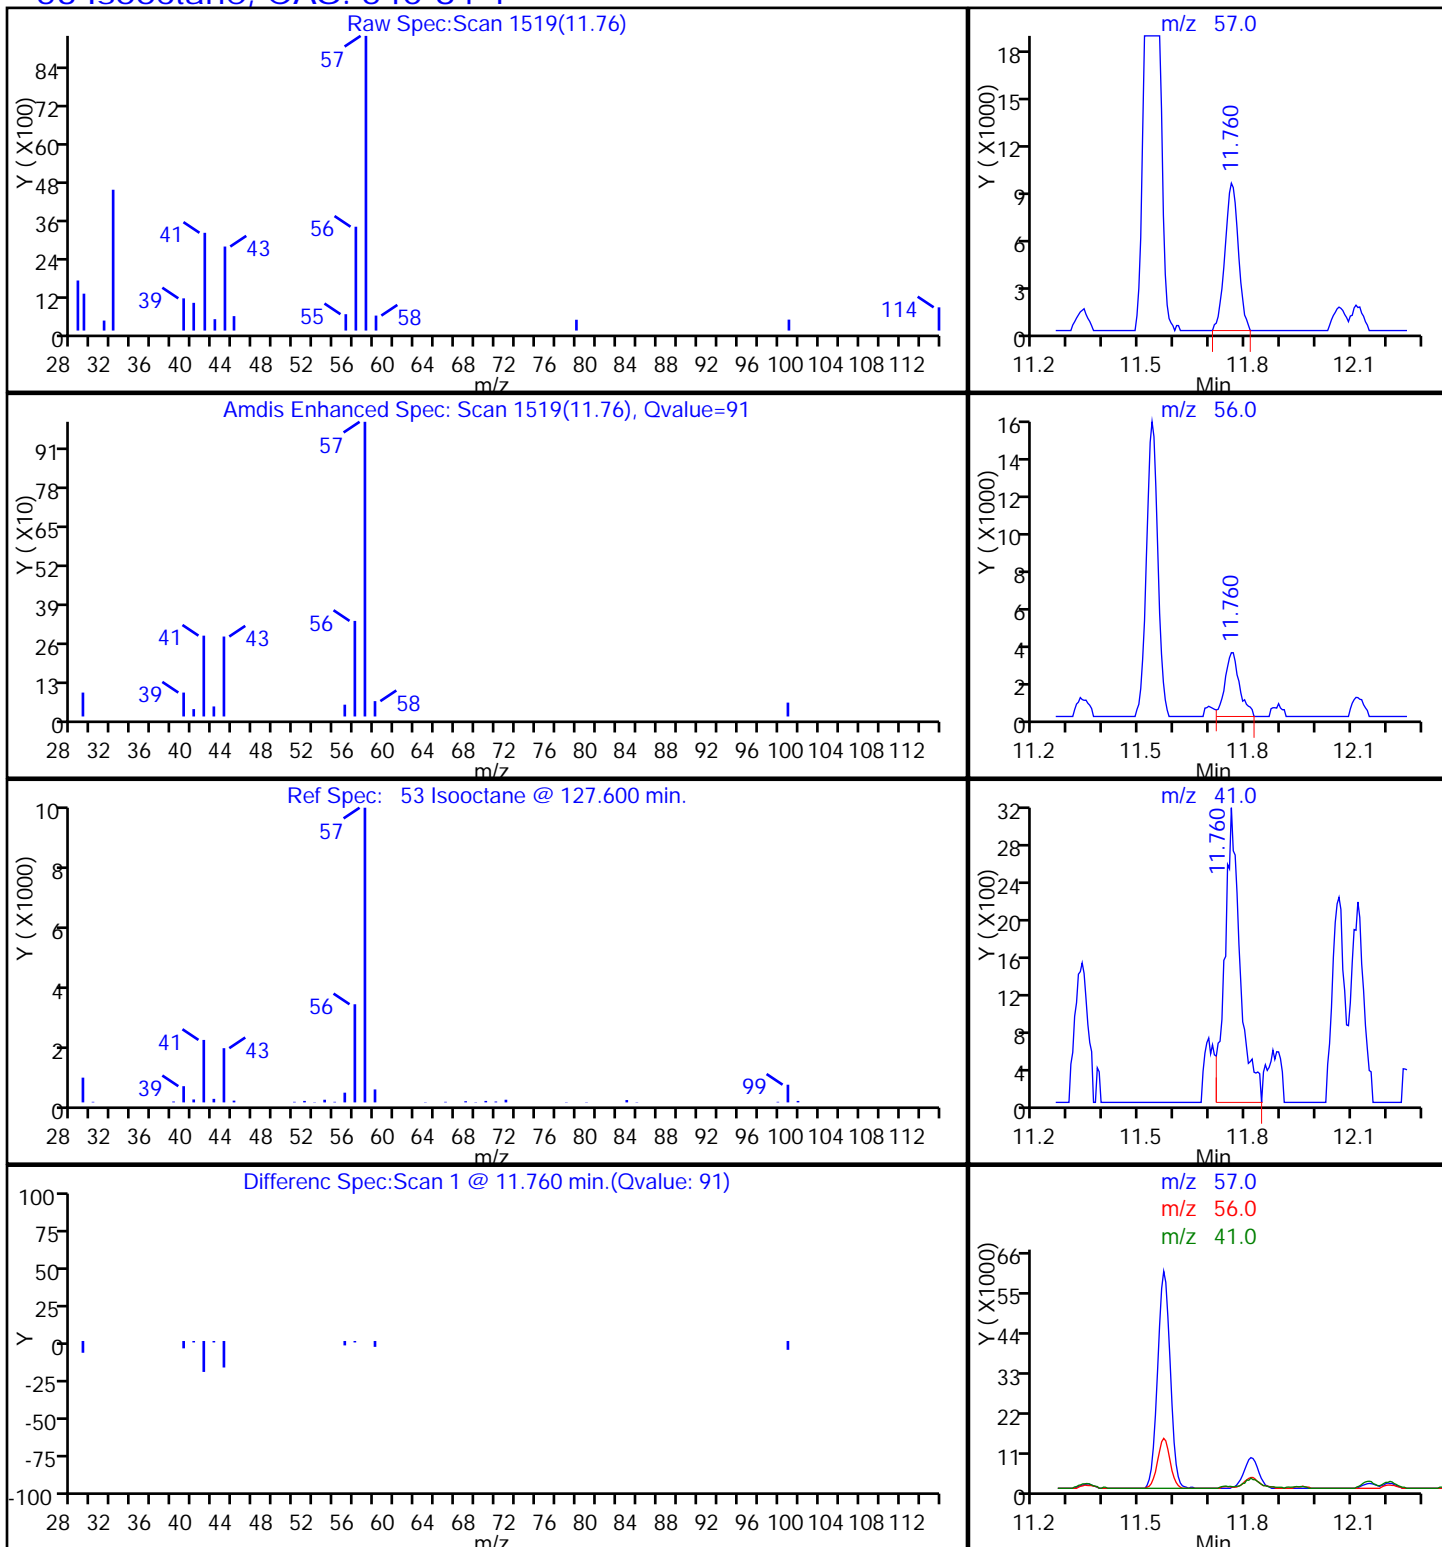 Raw Spec:Scan 1519(11.76)
Y ( X100)
84
72
60
48
36
24
12
0
57
41
43
56
39
55
58
114
28 32 36 40 44 48 52 56 60 64 68 72 76 80 84 88 92 96 100 104 108 112
m/z
m/z 57.0
Y ( X1000)
18
15
12
9
6
3
0
11.760
11.2 11.5 11.8 12.1
Min
Amdis Enhanced Spec: Scan 1519(11.76), Qvalue=91
Y ( X10)
91
78
65
52
39
26
13
0
57
56
41
43
39
58
28 32 36 40 44 48 52 56 60 64 68 72 76 80 84 88 92 96 100 104 108 112
m/z
m/z 56.0
Y ( X1000)
16
14
12
10
8
6
4
2
0
11.760
11.2 11.5 11.8 12.1
Min
Ref Spec: 53 Isooctane @ 127.600 min.
Y ( X1000)
10
8
6
4
2
0
57
56
41
43
39
99
28 32 36 40 44 48 52 56 60 64 68 72 76 80 84 88 92 96 100 104 108 112
m/z
m/z 41.0
Y ( X100)
32
28
24
20
16
12
8
4
0
11.760
11.2 11.5 11.8 12.1
Min
Differenc Spec:Scan 1 @ 11.760 min.(Qvalue: 91)
Y
100
75
50
25
0
-25
-50
-75
-100
28 32 36 40 44 48 52 56 60 64 68 72 76 80 84 88 92 96 100 104 108 112
m/z
m/z 57.0
m/z 56.0
m/z 41.0
Y ( X1000)
66
55
44
33
22
11
0
11.2 11.5 11.8 12.1
Min